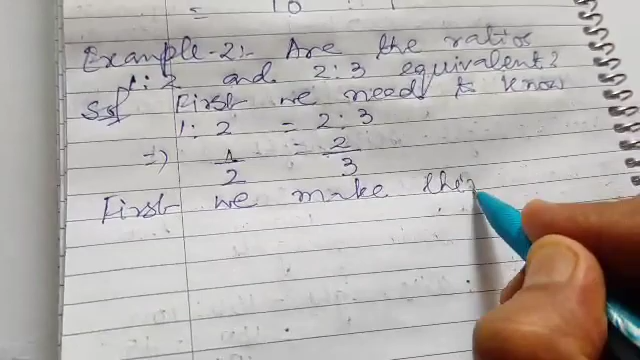 = 10
Example-2:- Are the ratios
1:2 and 2:3 equivalent?
Sol First we need to know
1:2 = 2:3
=> 1/2 = 2/3
First we make the